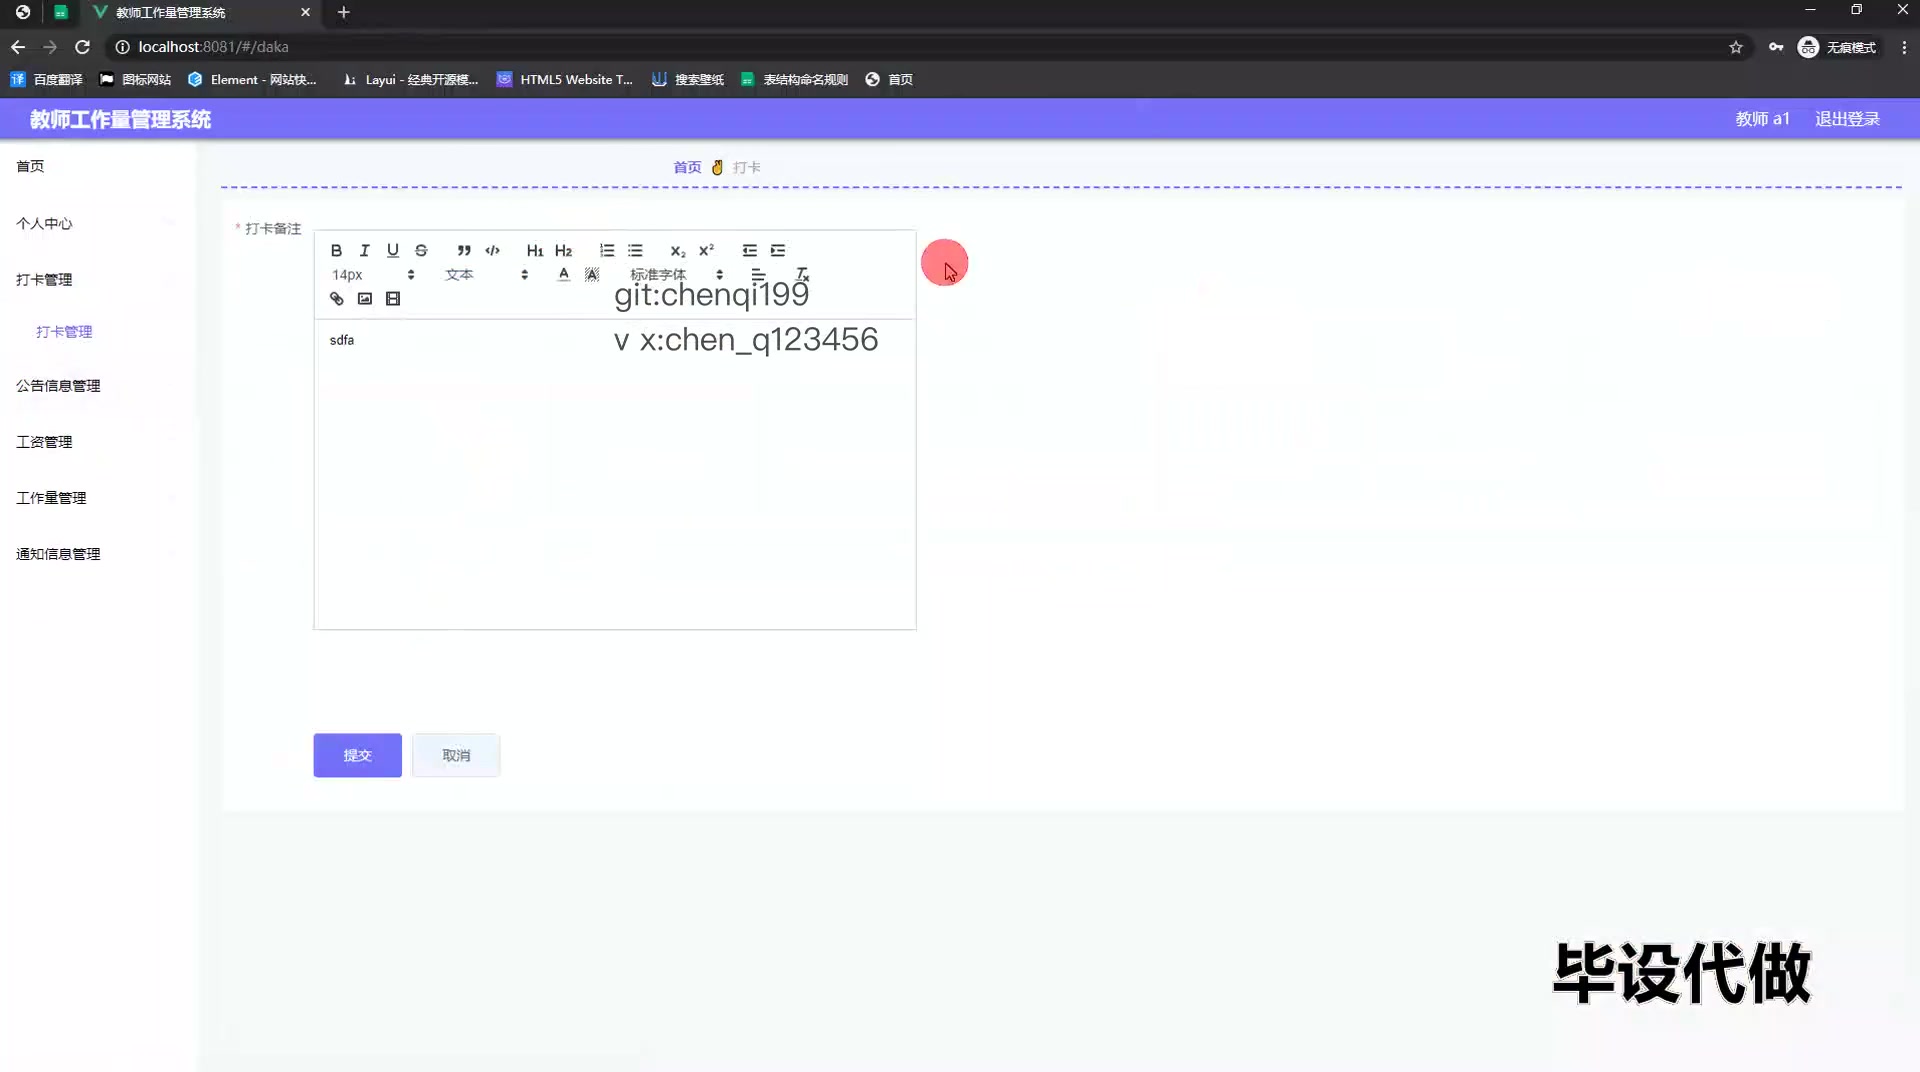 教师工作量管理系统
localhost:8081/#/daka
无痕模式
百度翻译
图标网站
Element - 网站快...
Layui - 经典开源模...
HTML5 Website T...
搜索壁纸
表结构命名规则
首页
教师工作量管理系统
教师 a1
退出登录
首页
个人中心
打卡管理
打卡管理
公告信息管理
工资管理
工作量管理
通知信息管理
首页
打卡
* 打卡备注
14px
文本
标准字体
git:chenqi199
v x:chen_q123456
sdfa
提交
取消
毕设代做